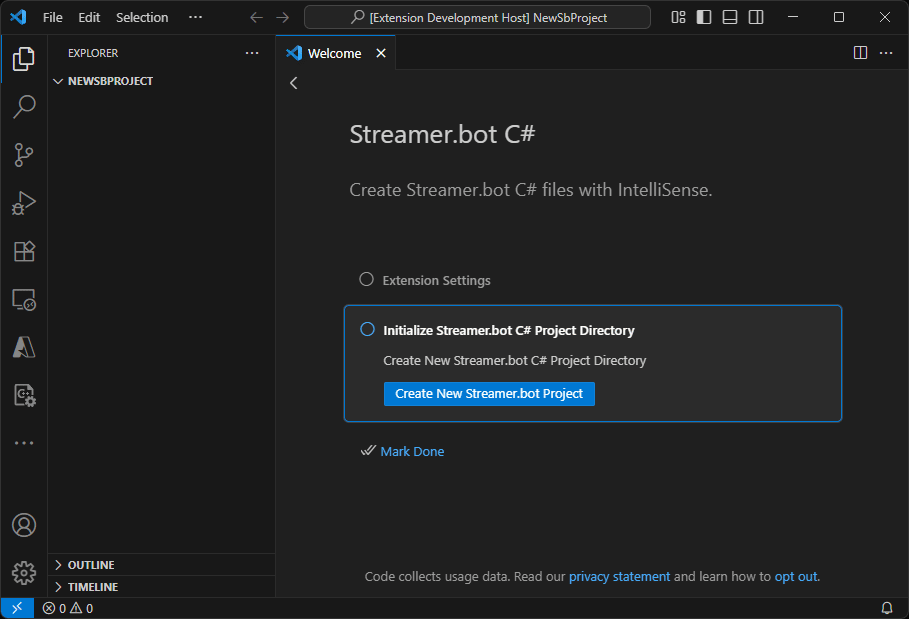 File Edit Selection ···
[Extension Development Host] NewSbProject
EXPLORER
NEWSBPROJECT
OUTLINE
TIMELINE
Welcome
Streamer.bot C#
Create Streamer.bot C# files with IntelliSense.
Extension Settings
Initialize Streamer.bot C# Project Directory
Create New Streamer.bot C# Project Directory
Create New Streamer.bot Project
Mark Done
Code collects usage data. Read our privacy statement and learn how to opt out.
0 0